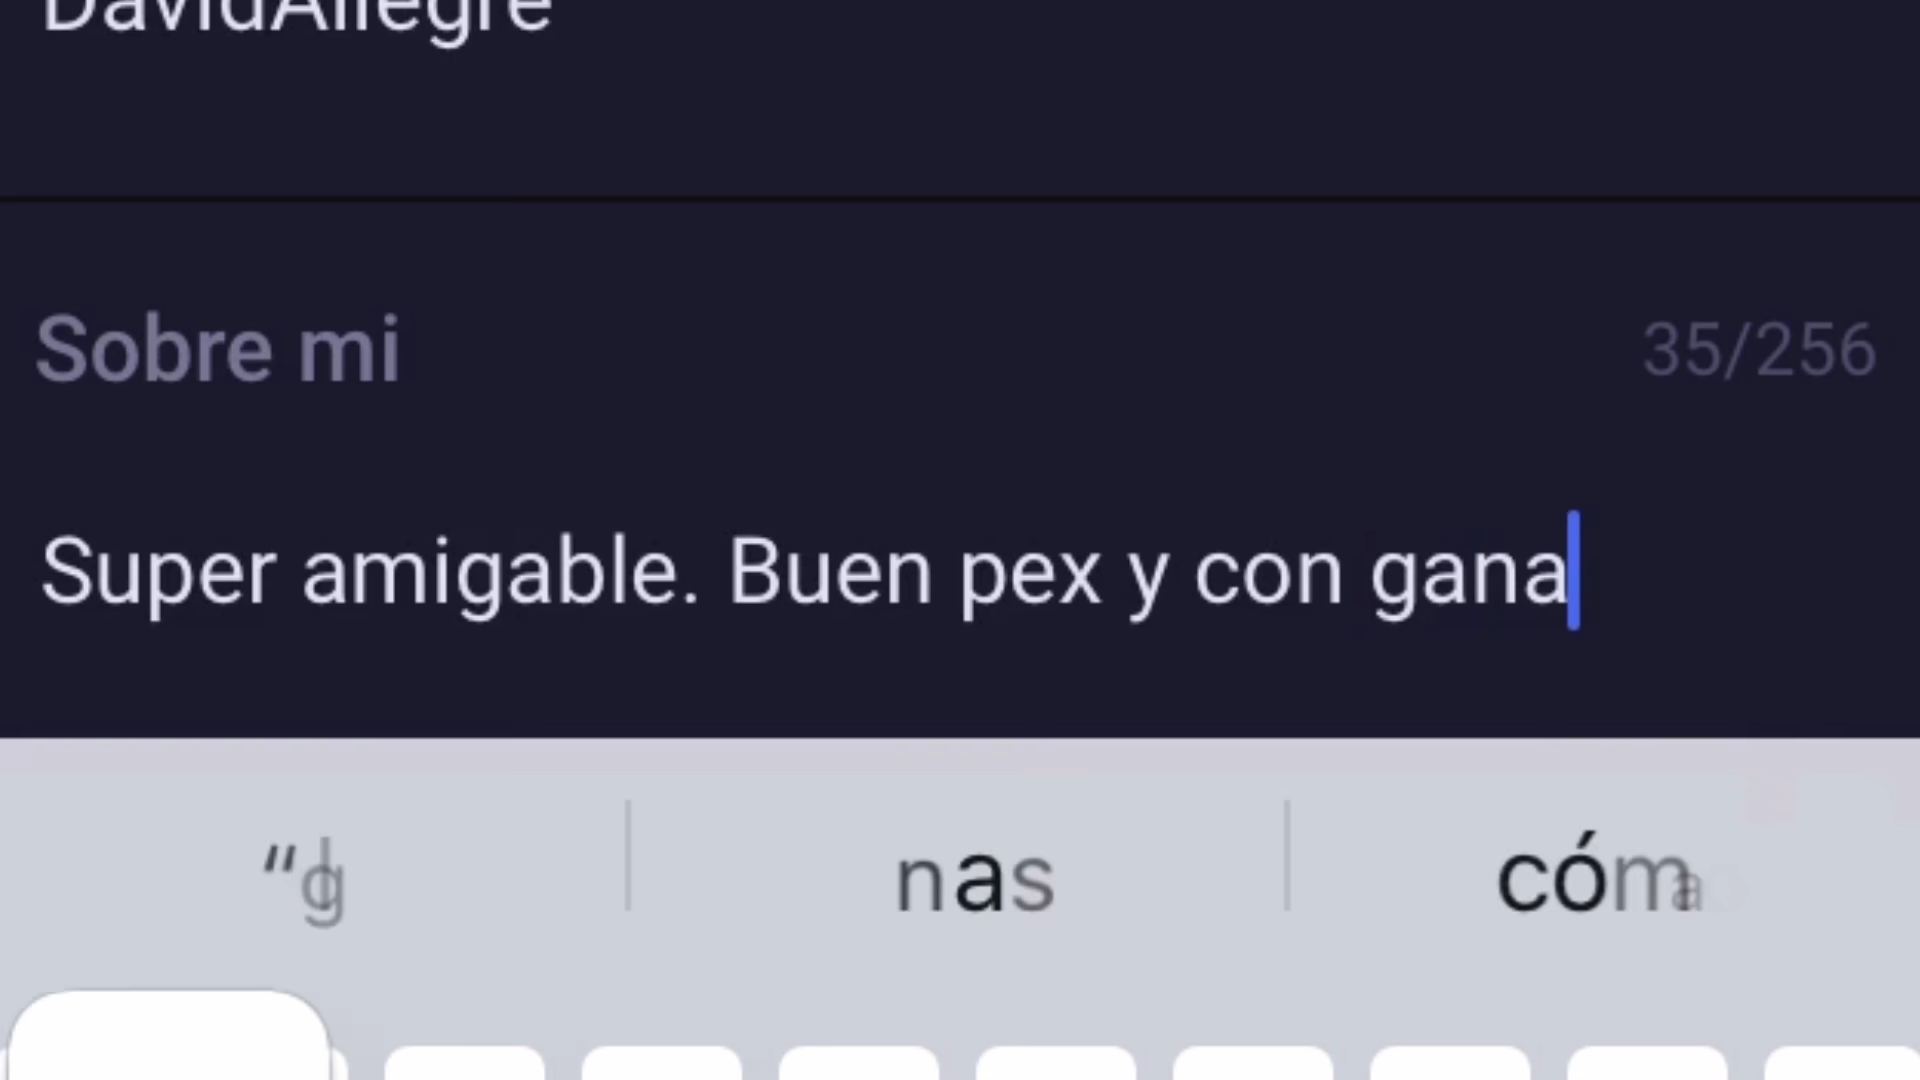 DavidAllegre
Sobre mi
35/256
Super amigable. Buen pex y con gana
nas